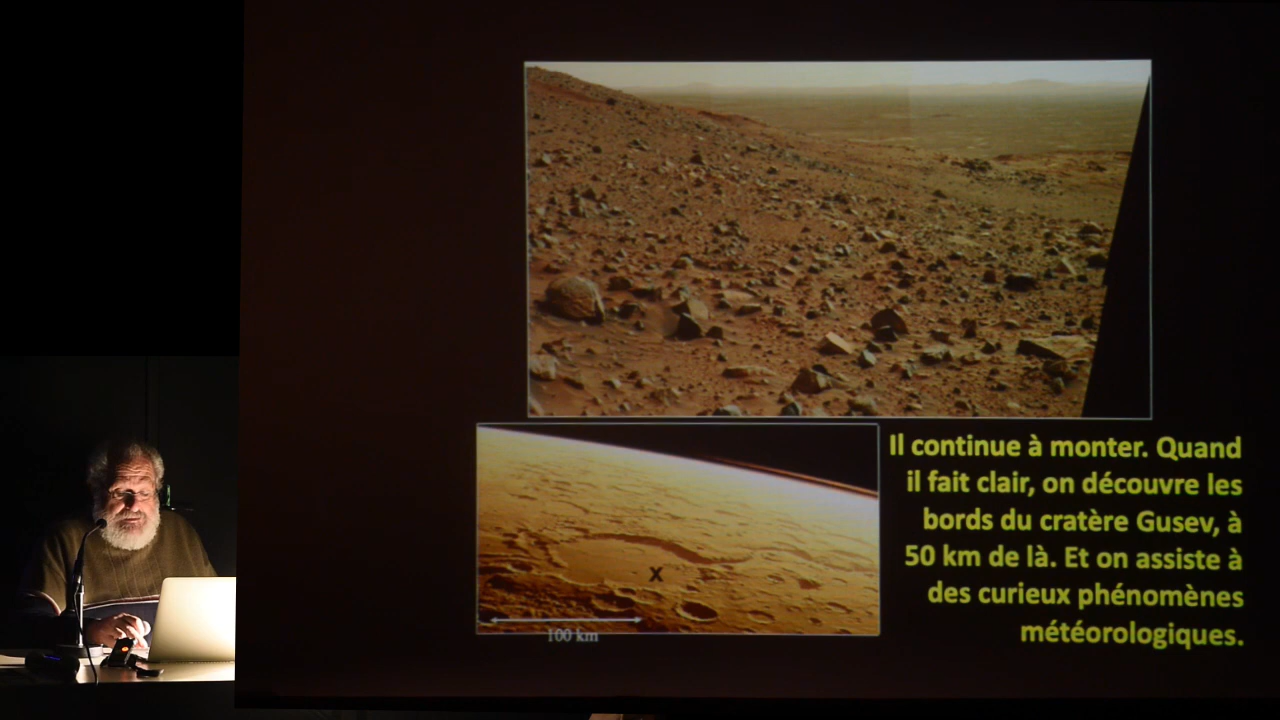 Il continue à monter. Quand
il fait clair, on découvre les
bords du cratère Gusev, à
50 km de là. Et on assiste à
des curieux phénomènes
météorologiques.
X
100 km